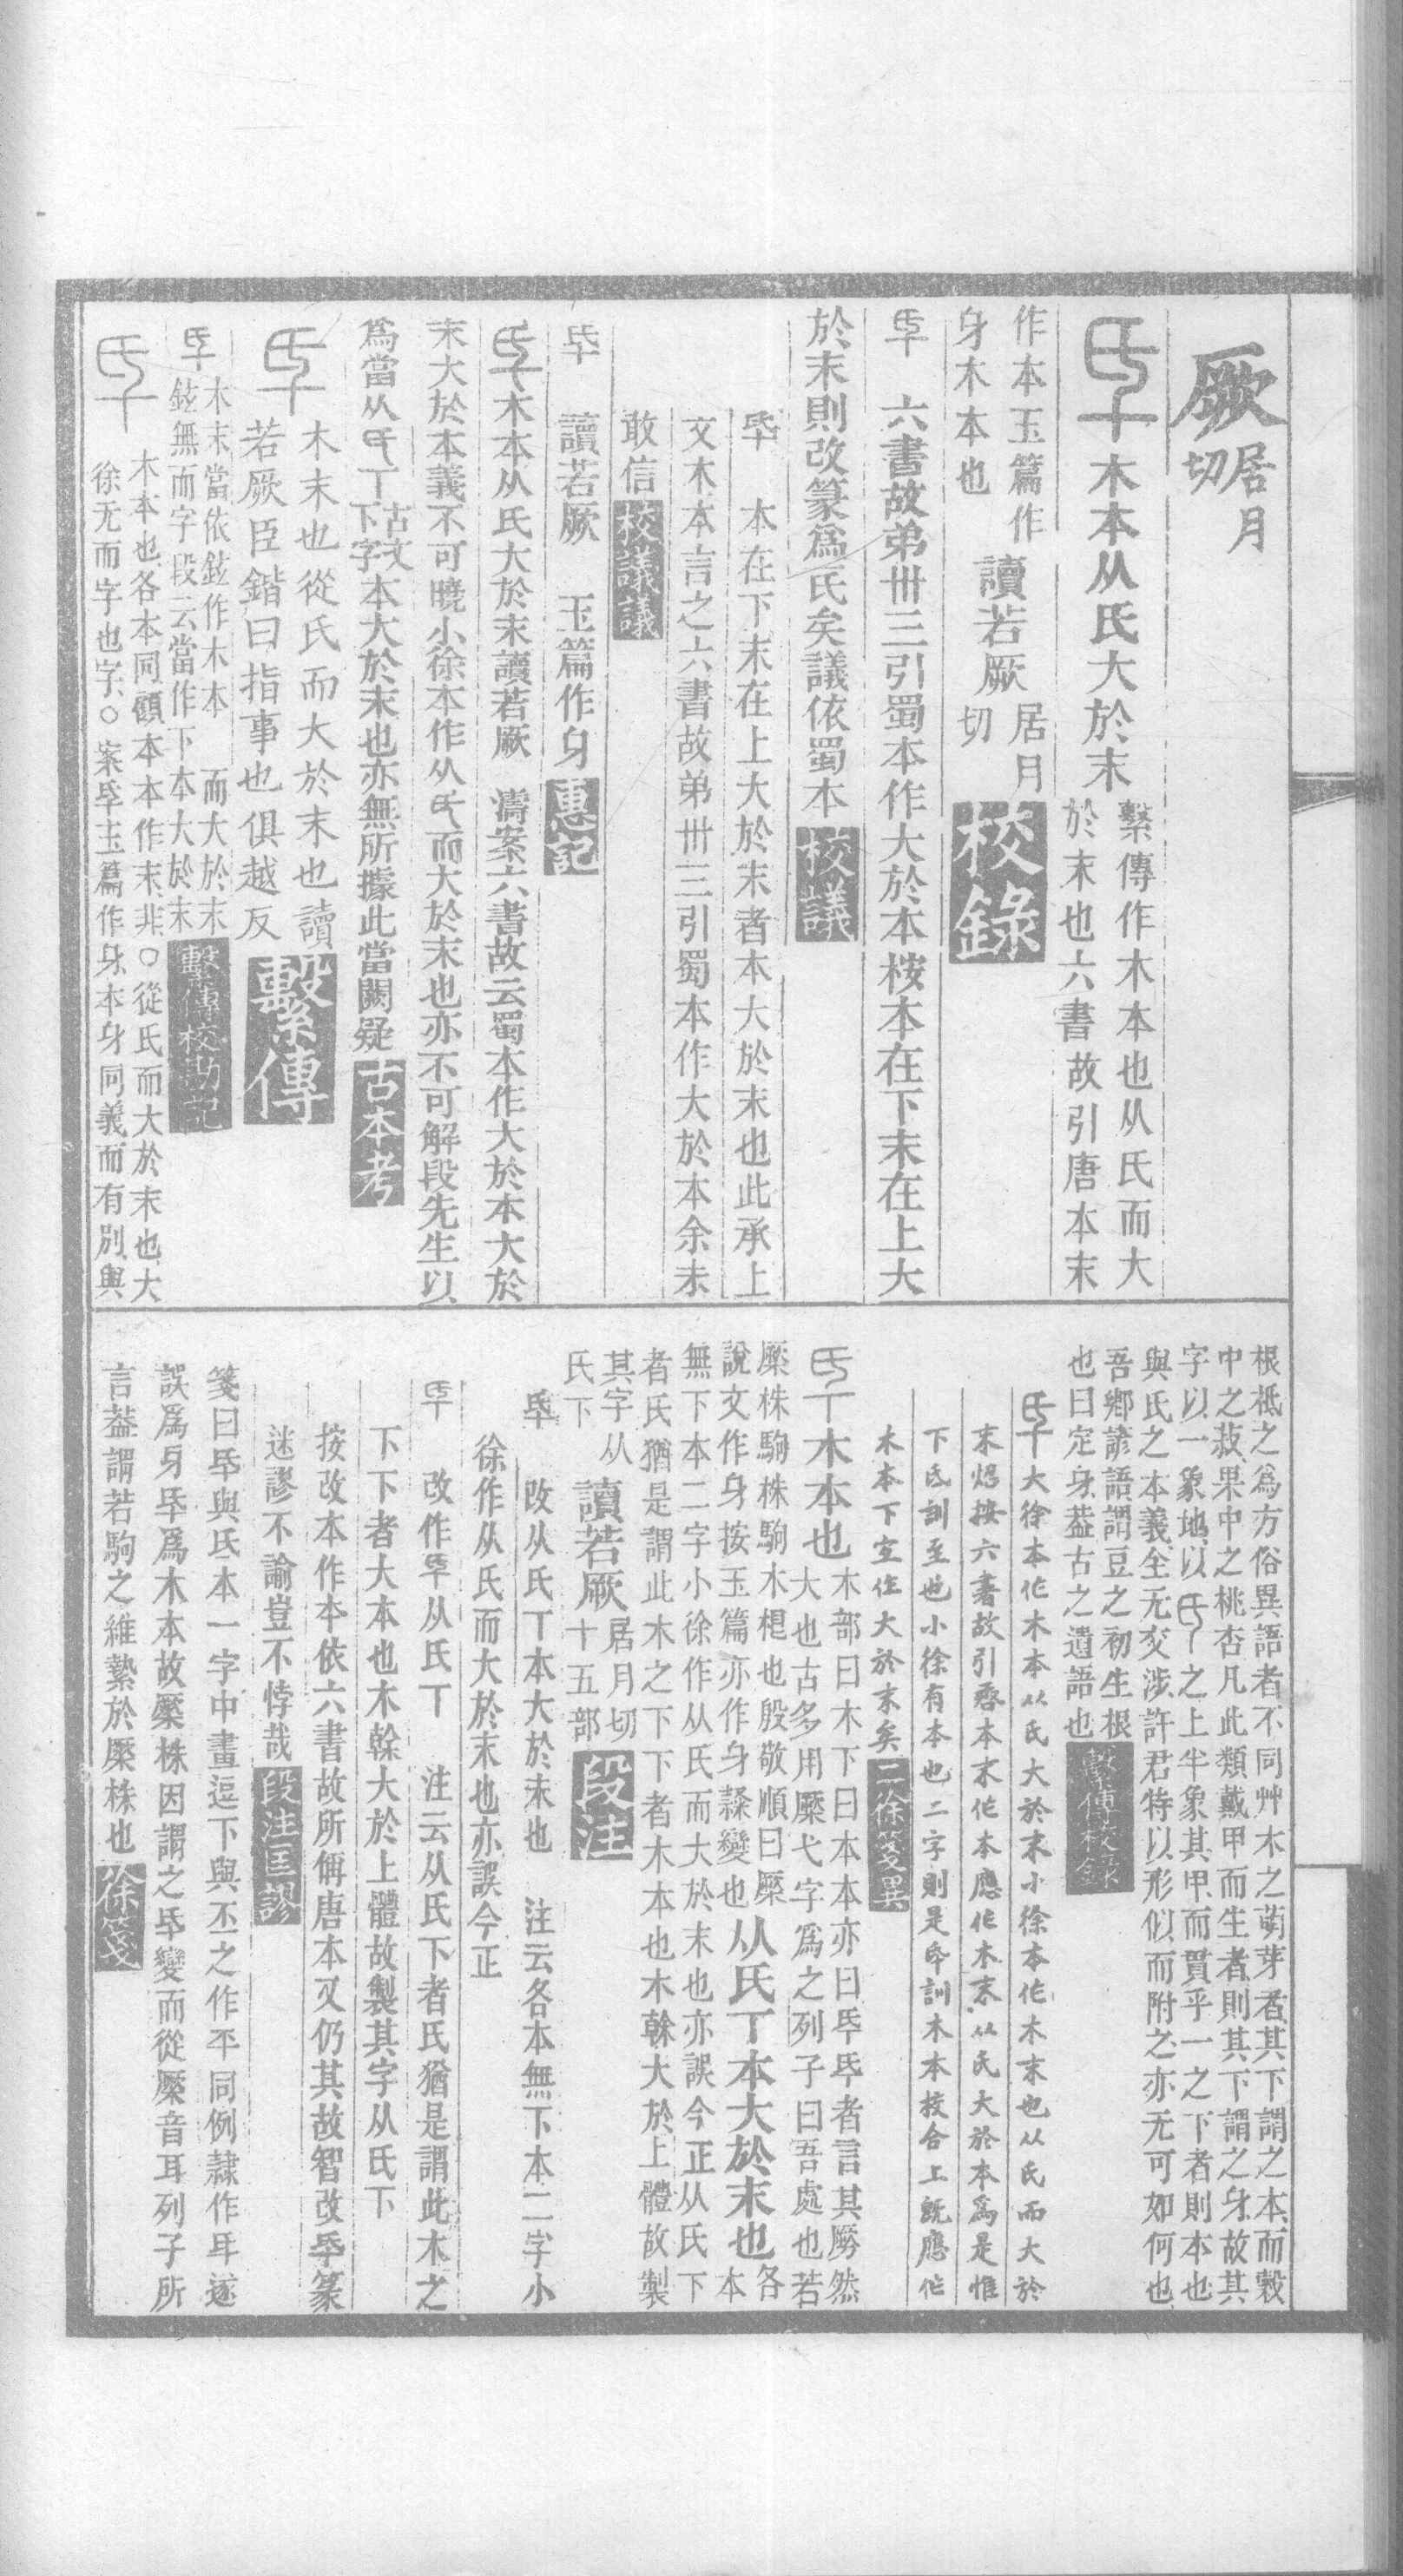 厥居月切
𠂹木本从氏大於末繫傳作木本也从氏而大
於末也六書故引唐本末
作本玉篇作
身木本也讀若厥居月切校錄
氒 六書故弟卅三引蜀本作大於本桉本在下末在上大
於末則改篆爲氏矣議依蜀本校議
氒 本在下末在上大於末者本大於末也此承上
文木本言之六書故弟卅三引蜀本作大於本余未
敢信校議議
氒 讀若厥 玉篇作身惠記
氒木本从氏大於末讀若厥 濤案六書故云蜀本作大於本大於
末大於本義不可曉小徐本作从氏而大於末也亦不可解段先生以
爲當从氏丅古文下字本大於末也亦無所據此當闕疑古本考
氒木末也從氏而大於末也讀
若厥臣鍇曰指事也俱越反繫傳
氒木末當依鉉作木本 而大於末
鉉無而字段云當作下本大於末繫傳校勘記
氒木本也各本同顧本本作末非○從氏而大於末也大
徐无而字也字○案氒玉篇作身本身同義而有別與
根柢之爲方俗異語者不同艸木之萌芽者其下謂之本而穀
中之菽果中之桃杏凡此類戴甲而生者則其下謂之身故其
字以一象地以氏之上半象其甲而貫乎一之下者則本也
與氏之本義全无交涉許君特以形似而附之亦无可如何也
吾鄉諺語謂豆之初生根
也曰定身葢古之遺語也繫傳校錄
氒大徐本作木本从氏大於末小徐本作木末也从氏而大於
末煜按六書故引唐本末作本應作木末从氏大於本爲是惟
下氐訓至也小徐有本也二字則是氒訓木本校合上既應作
木本下宜作大於末矣二徐箋異
氒木本也木部曰木下曰本本亦曰氒氒者言其厥然
大也古多用橜弋字爲之列子曰吾處也若
橜株駒株駒木梱也殷敬順曰橜
說文作身按玉篇亦作身隸變也从氏丅本大於末也各本
無下本二字小徐作从氏而大於末也亦誤今正从氏下
者氏猶是謂此木之下下者木本也木榦大於上體故製
其字从
氏下讀若厥居月切十五部段注
氒 改从氏丅本大於末也 注云各本無下本二字小
徐作从氏而大於末也亦誤今正
氒 改作氒从氏丅 注云从氏下者氏猶是謂此木之
下下者大本也木榦大於上體故製其字从氏下
按改本作本依六書故所偁唐本又仍其故智改氒篆
迷謬不諭豈不悖哉段注匡謬
箋曰氒與氏本一字中畫逗下與丕之作㔻同例隸作氒遂
誤爲身氒爲木本故橜株因謂之氒變而從橜音耳列子所
言葢謂若駒之維縶於橜株也徐箋